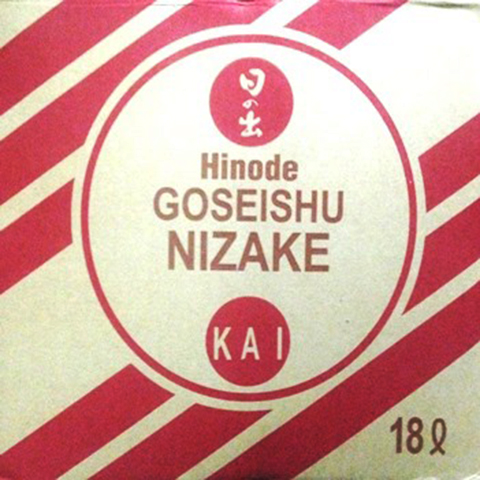 日の出
Hinode
GOSEISHU
NIZAKE
KAI
18ℓ